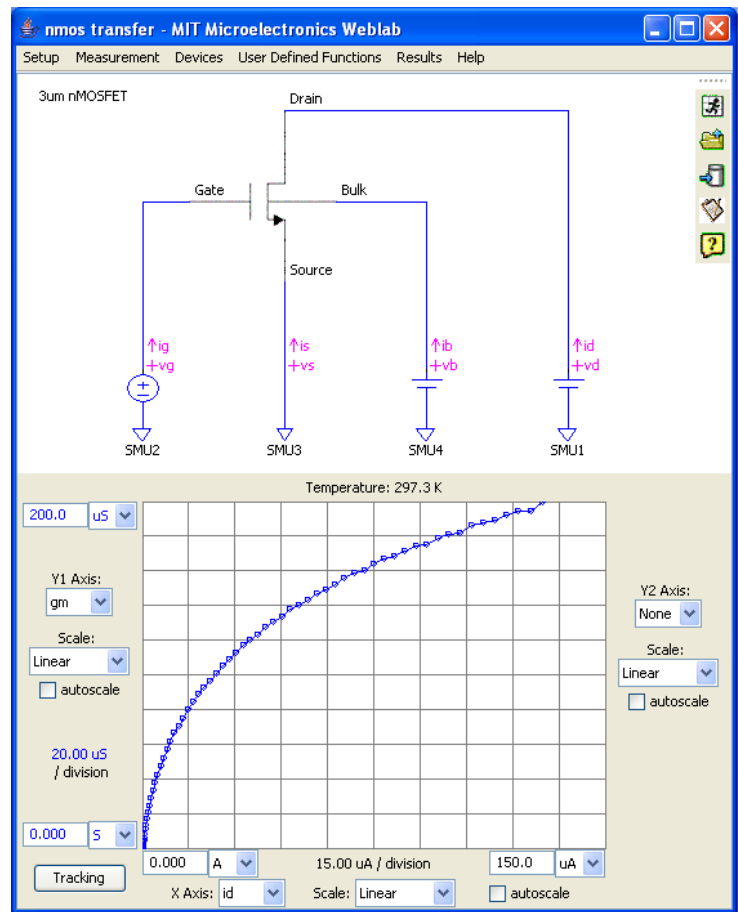 nmos transfer - MIT Microelectronics Weblab
Setup Measurement Devices User Defined Functions Results Help
3um nMOSFET
Drain
Gate
Bulk
Source
ig
+vg
is
+vs
ib
+vb
id
+vd
SMU2
SMU3
SMU4
SMU1
Temperature: 297.3 K
200.0 uS
Y1 Axis:
gm
Scale:
Linear
autoscale
20.00 uS
/ division
0.000 S
Tracking
0.000 A
15.00 uA / division
150.0 uA
X Axis: id
Scale: Linear
autoscale
Y2 Axis:
None
Scale:
Linear
autoscale